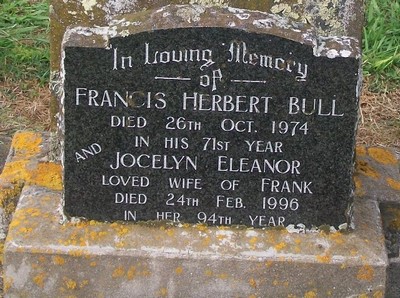 In Loving Memory
of
FRANCIS HERBERT BULL
DIED 26TH OCT. 1974
IN HIS 71ST YEAR
AND
JOCELYN ELEANOR
LOVED WIFE OF FRANK
DIED 24TH FEB. 1996
IN HER 94TH YEAR